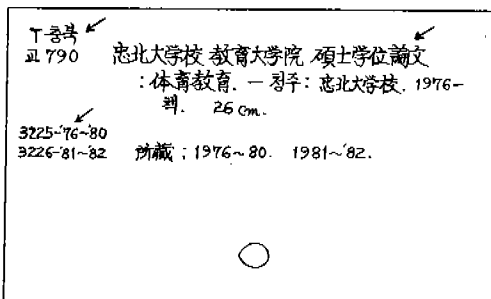 T-충북
교 790 忠北大学校 教育大学院 碩士学位論文
: 体育教育. — 청주 : 忠北大学校. 1976-
책. 26 cm.
3225-'76~'80
3226-'81~'82 所蔵 ; 1976~80. 1981~'82.